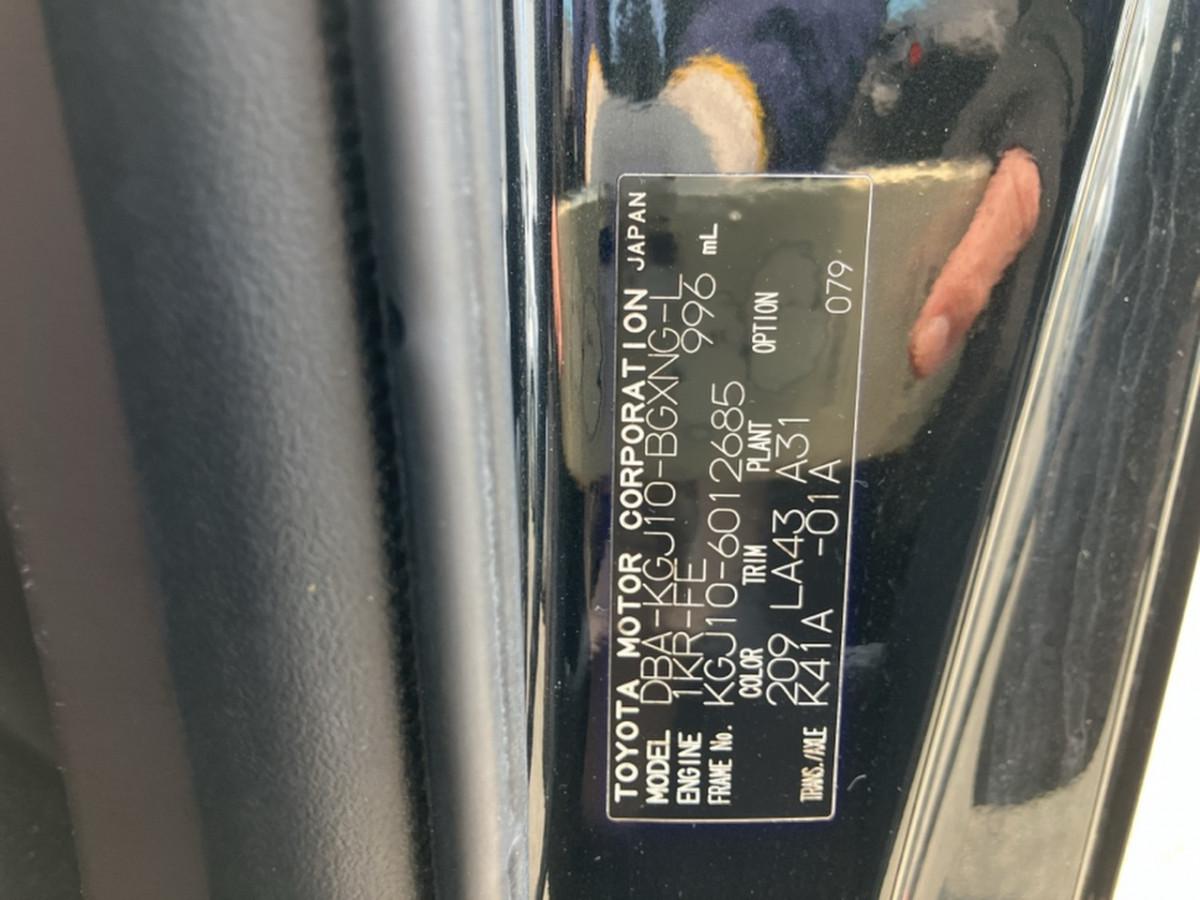 TOYOTA MOTOR CORPORATION JAPAN
MODEL DBA-KGJ10-BGXNG-L
ENGINE 1KR-FE 996 mL
FRAME No. KGJ10-6012685
COLOR TRIM PLANT OPTION
209 LA43 A31
TRANS./AXLE K41A -01A 079